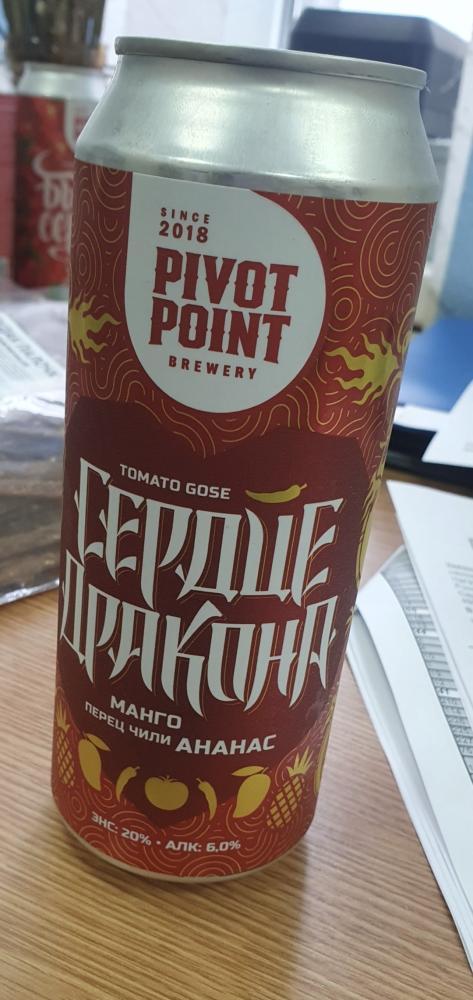 SINCE
2018
PIVOT
POINT
BREWERY
TOMATO GOSE
СЕРДЦЕ
ДРАКОНА
МАНГО
ПЕРЕЦ ЧИЛИ АНАНАС
ЭНС: 20% • АЛК: 6,0%